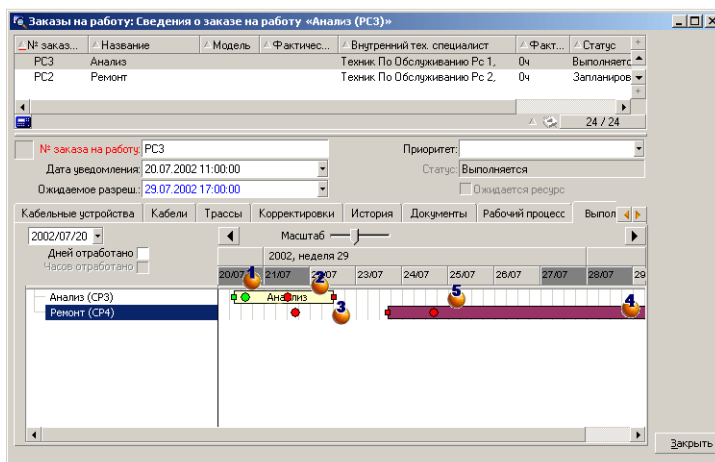 Заказы на работу: Сведения о заказе на работу «Анализ (РС3)»
№ заказ... Название Модель Фактичес... Внутренний тех. специалист Факт... Статус
РС3 Анализ Техник По Обслуживанию Рс 1, 0ч Выполняетс
РС2 Ремонт Техник По Обслуживанию Рс 2, 0ч Запланиров
24 / 24
№ заказа на работу: РС3 Приоритет:
Дата уведомления: 20.07.2002 11:00:00 Статус: Выполняется
Ожидаемое разреш.: 29.07.2002 17:00:00 Ожидается ресурс
Кабельные устройства Кабели Трассы Корректировки История Документы Рабочий процесс Выпол
2002/07/20 Масштаб
Дней отработано 2002, неделя 29
Часов отработано
20/07 21/07 /07 23/07 24/07 25/07 26/07 27/07 28/07 29
1 2 5 4
Анализ (СР3) Анализ
Ремонт (СР4) 3
Закрыть